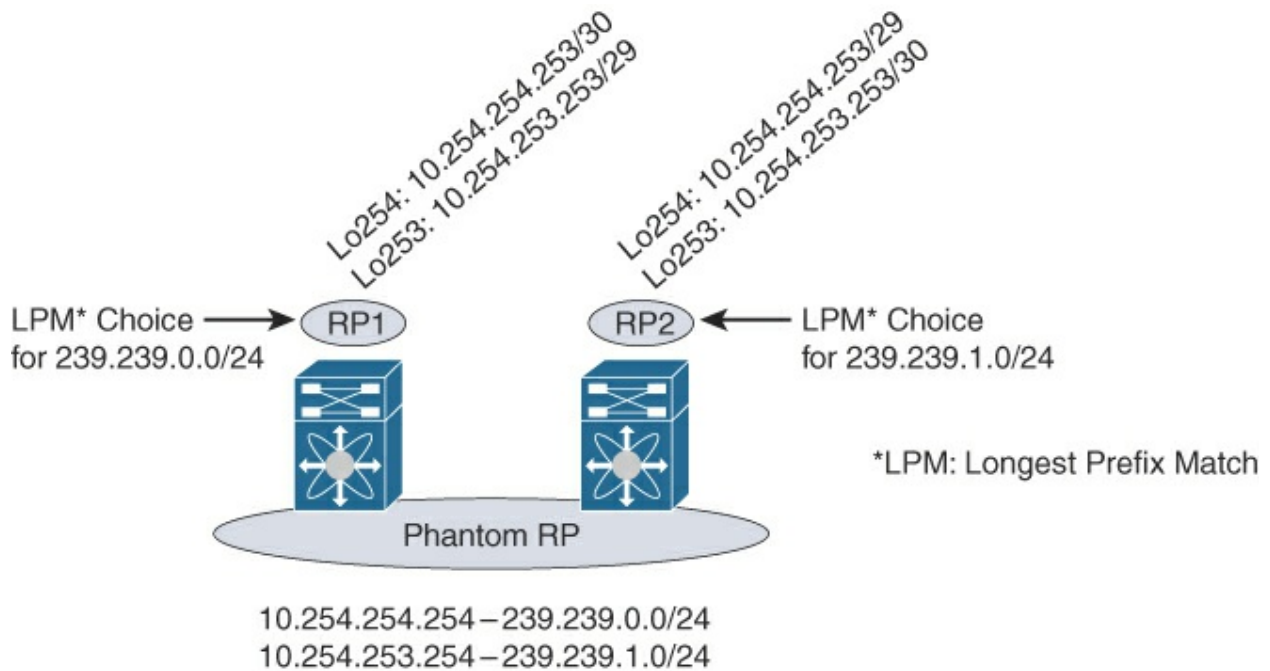 Lo254: 10.254.254.253/30
Lo253: 10.254.253.253/29
Lo254: 10.254.254.253/29
Lo253: 10.254.253.253/30
LPM* Choice
for 239.239.0.0/24
RP1
RP2
LPM* Choice
for 239.239.1.0/24
*LPM: Longest Prefix Match
Phantom RP
10.254.254.254–239.239.0.0/24
10.254.253.254–239.239.1.0/24